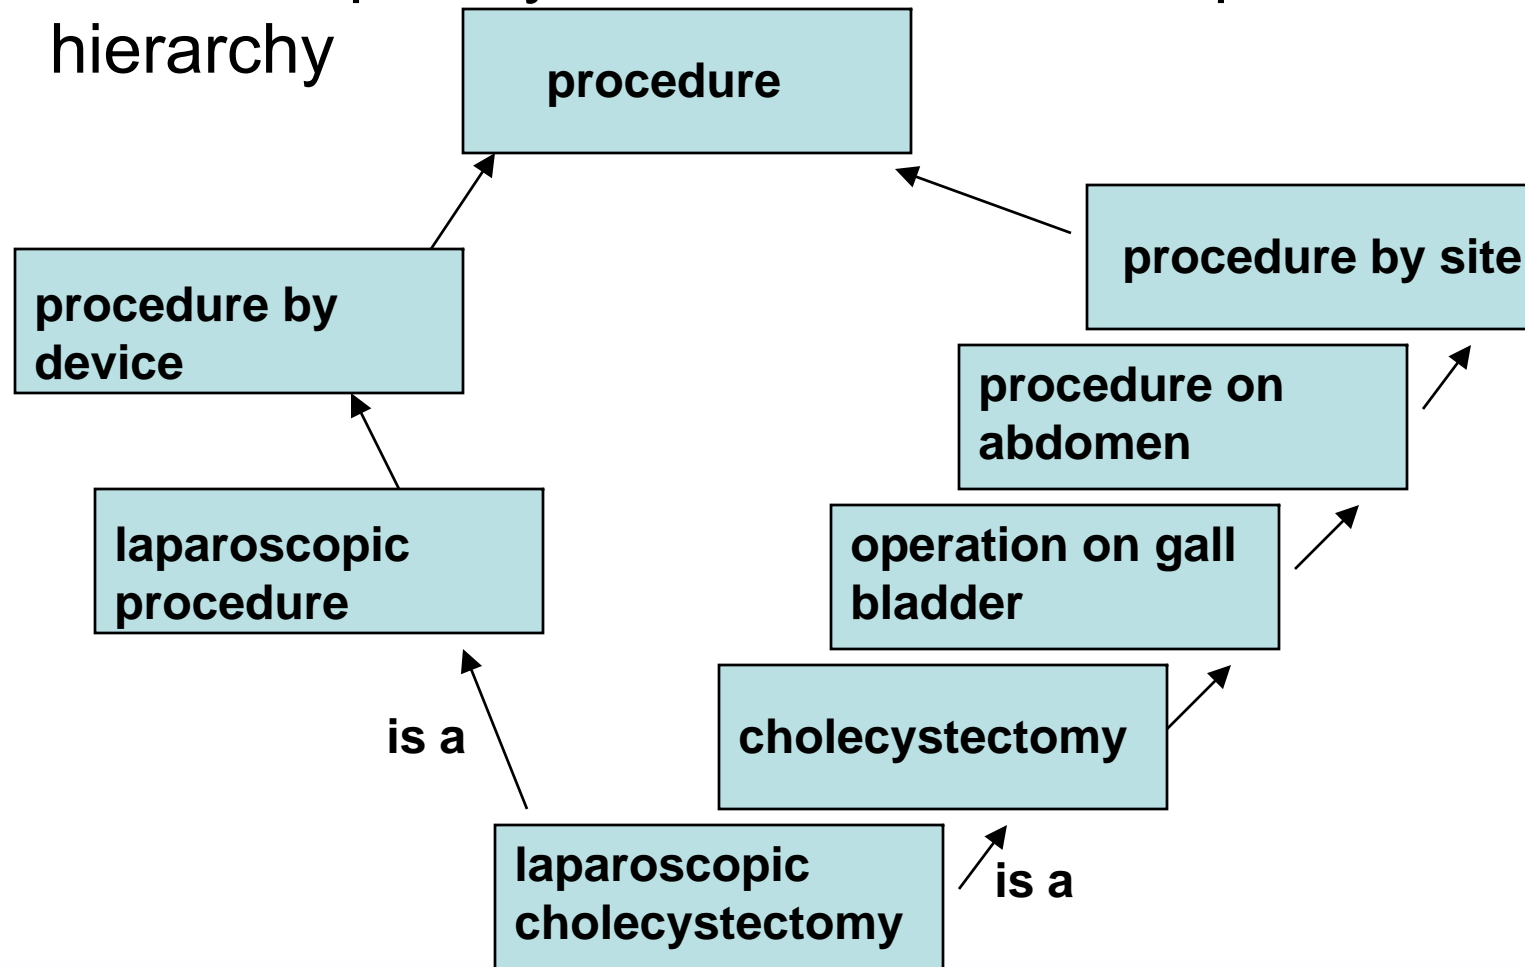 hierarchy
procedure
procedure by site
procedure by
device
procedure on
abdomen
laparoscopic
procedure
operation on gall
bladder
is a
cholecystectomy
laparoscopic
cholecystectomy
is a